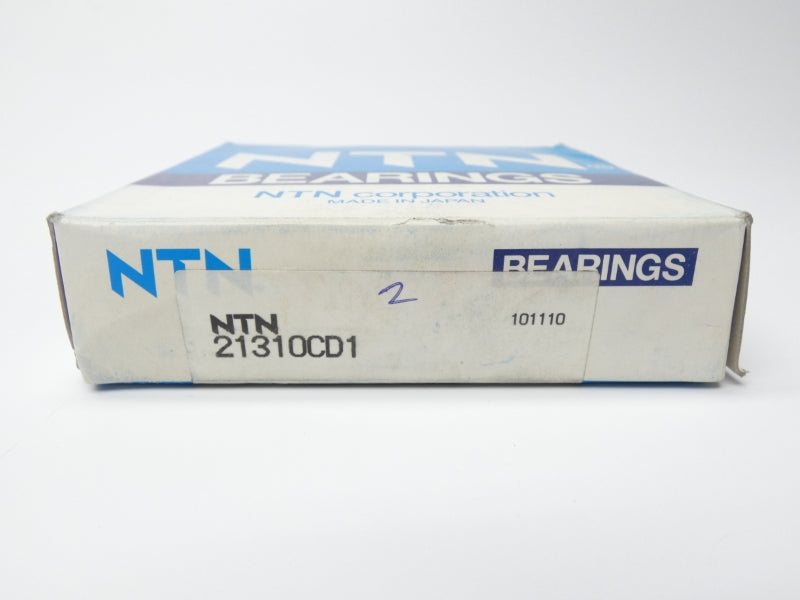 NTN
BEARINGS
NTN corporation
MADE IN JAPAN
NTN BEARINGS
2
NTN 101110
21310CD1